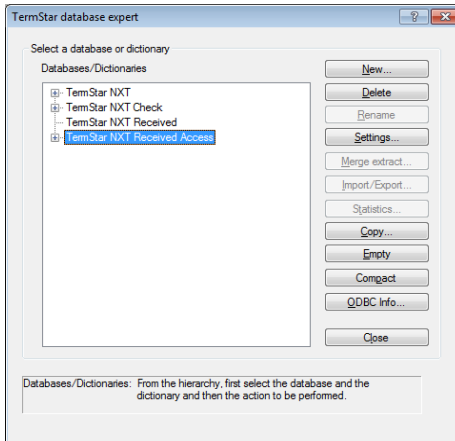 TermStar database expert
Select a database or dictionary
Databases/Dictionaries
TermStar NXT
TermStar NXT Check
TermStar NXT Received
TermStar NXT Received Access
New...
Delete
Rename
Settings...
Merge extract...
Import/Export...
Statistics...
Copy...
Empty
Compact
ODBC Info...
Close
Databases/Dictionaries: From the hierarchy, first select the database and the
dictionary and then the action to be performed.